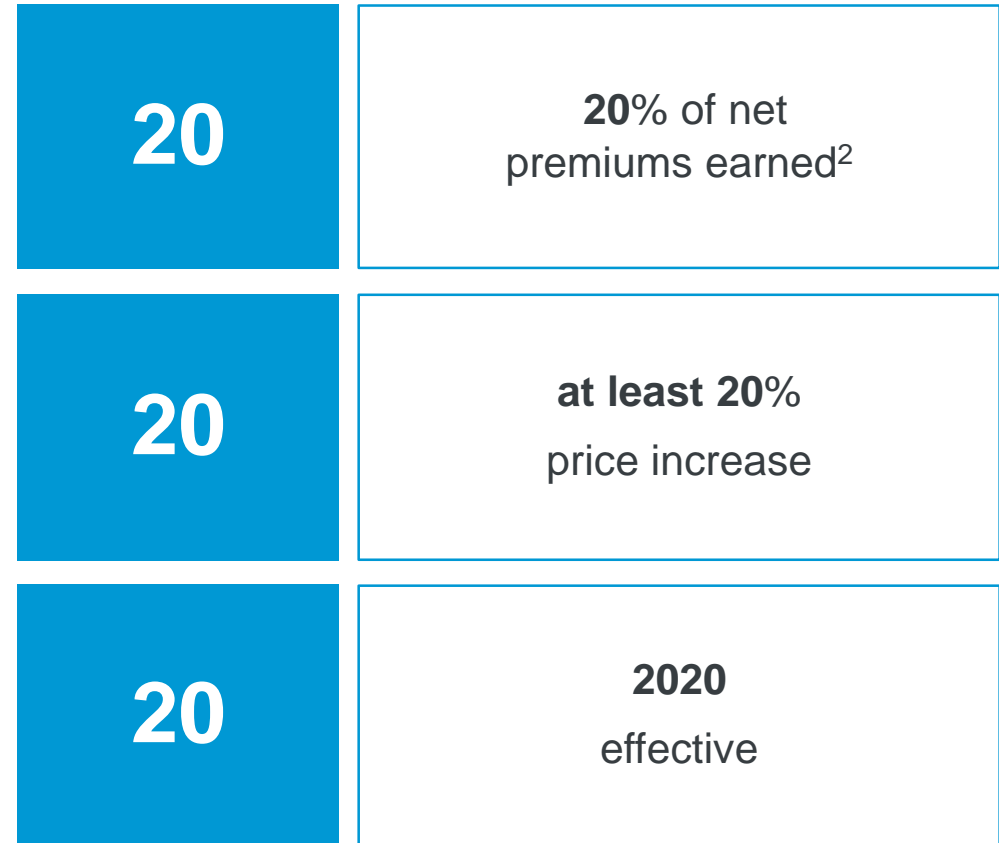 20
20% of net
premiums earned²
20
at least 20%
price increase
20
2020
effective